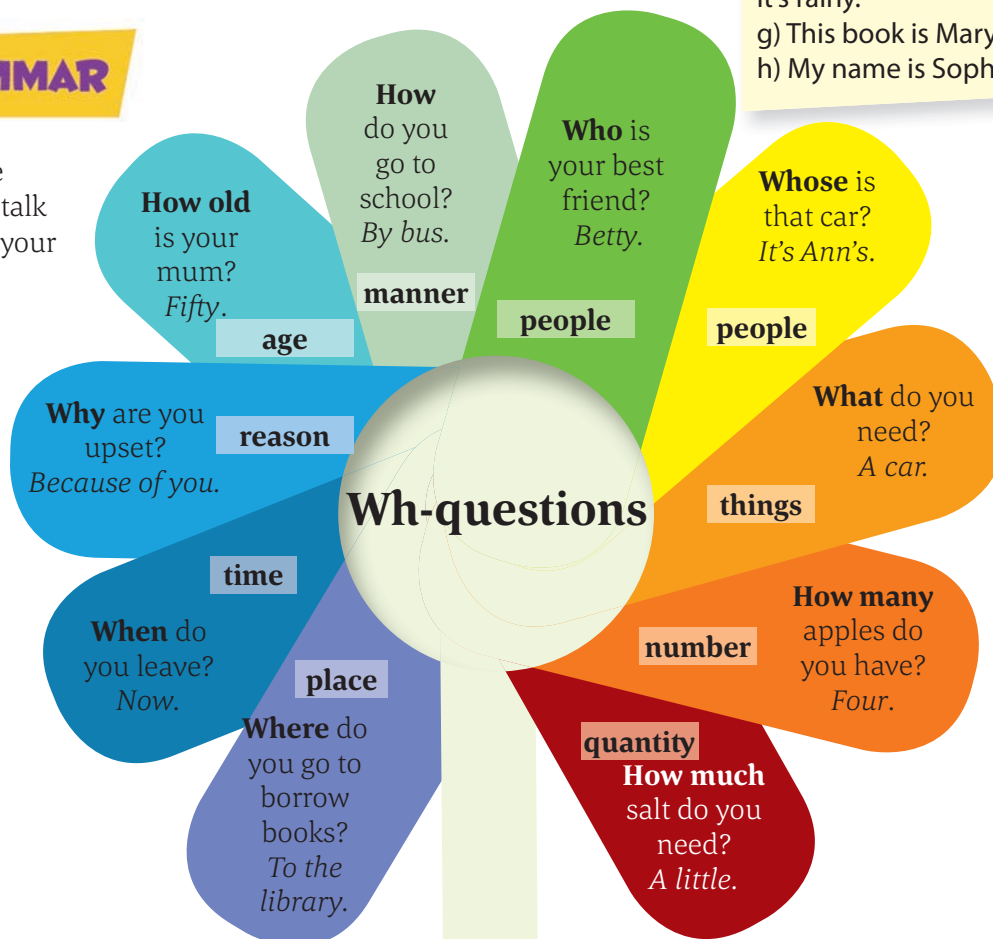 it's rainy.
g) This book is Mary
h) My name is Soph
talk
your
How
do you
go to
school?
By bus.
manner
Who is
your best
friend?
Betty.
people
Whose is
that car?
It's Ann's.
people
How old
is your
mum?
Fifty.
age
What do you
need?
A car.
things
Why are you
upset?
Because of you.
reason
Wh-questions
How many
apples do
you have?
Four.
number
time
When do
you leave?
Now.
place
Where do
you go to
borrow
books?
To the
library.
quantity
How much
salt do you
need?
A little.